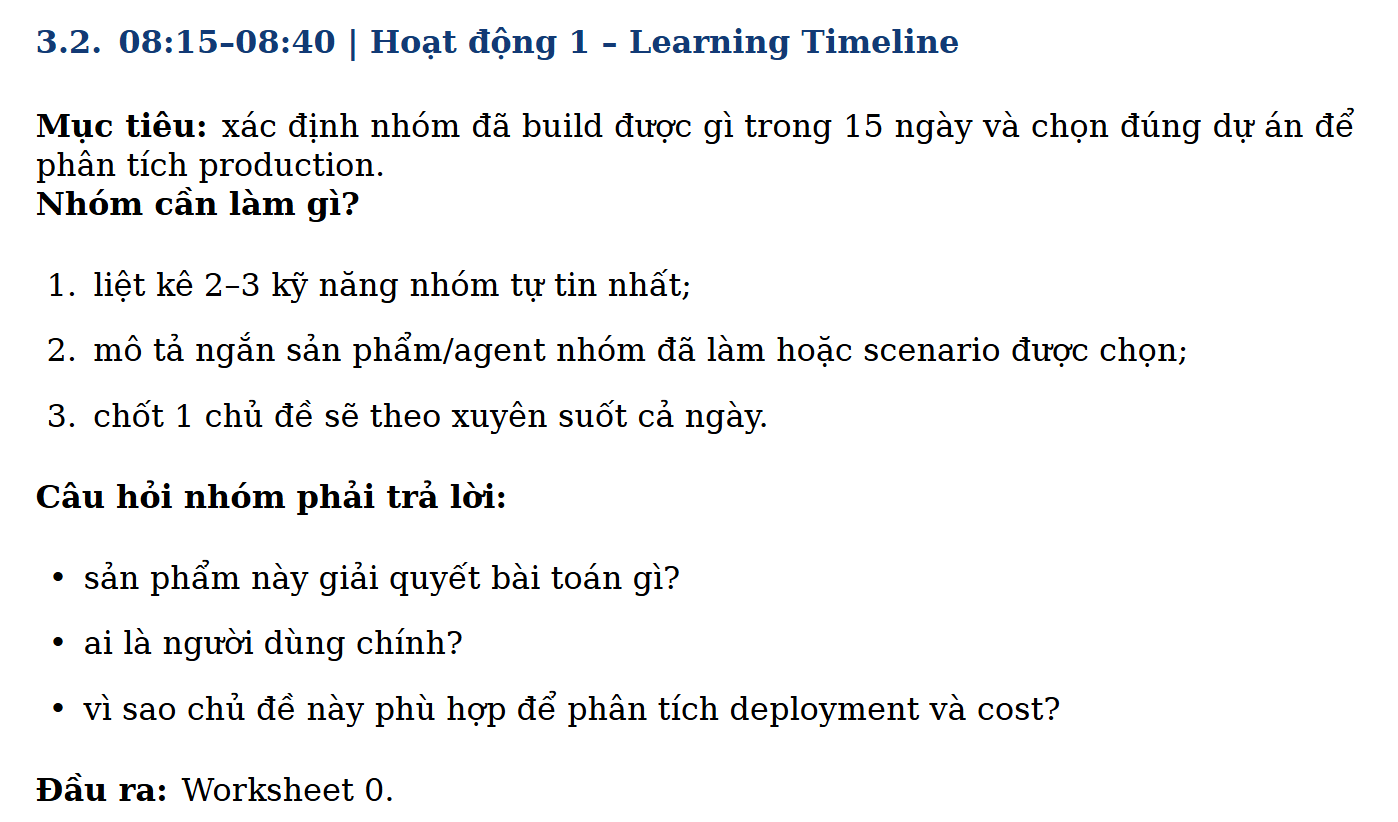 3.2. 08:15–08:40 | Hoạt động 1 – Learning Timeline
Mục tiêu: xác định nhóm đã build được gì trong 15 ngày và chọn đúng dự án để
phân tích production.
Nhóm cần làm gì?
1. liệt kê 2–3 kỹ năng nhóm tự tin nhất;
2. mô tả ngắn sản phẩm/agent nhóm đã làm hoặc scenario được chọn;
3. chốt 1 chủ đề sẽ theo xuyên suốt cả ngày.
Câu hỏi nhóm phải trả lời:
• sản phẩm này giải quyết bài toán gì?
• ai là người dùng chính?
• vì sao chủ đề này phù hợp để phân tích deployment và cost?
Đầu ra: Worksheet 0.